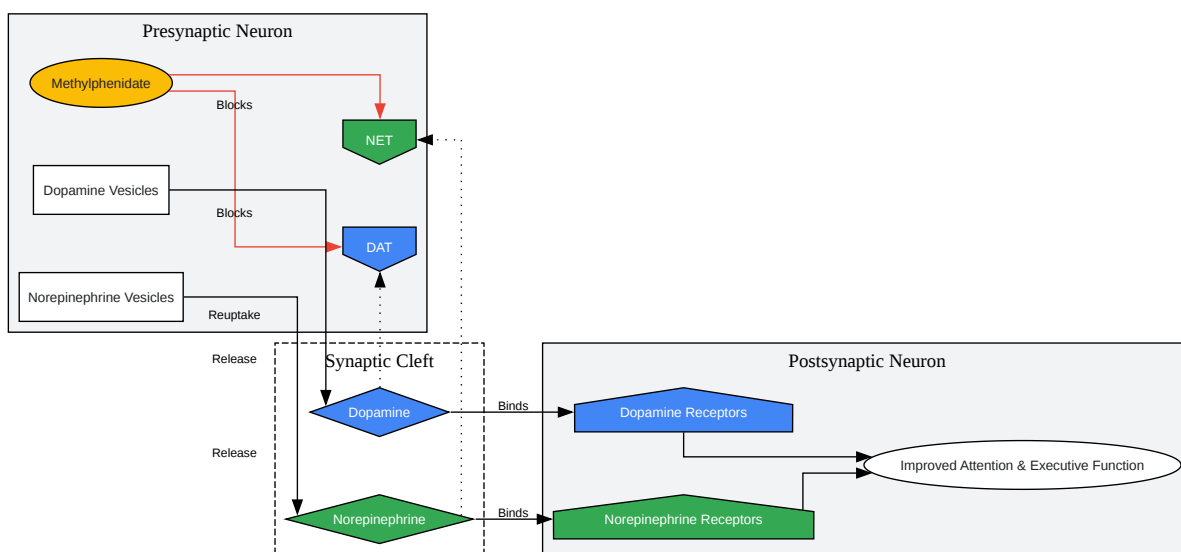 Presynaptic Neuron
Methylphenidate
Blocks
NET
Dopamine Vesicles
Blocks
DAT
Norepinephrine Vesicles
Reuptake
Release
Synaptic Cleft
Postsynaptic Neuron
Dopamine
Binds
Dopamine Receptors
Release
Improved Attention & Executive Function
Norepinephrine
Binds
Norepinephrine Receptors